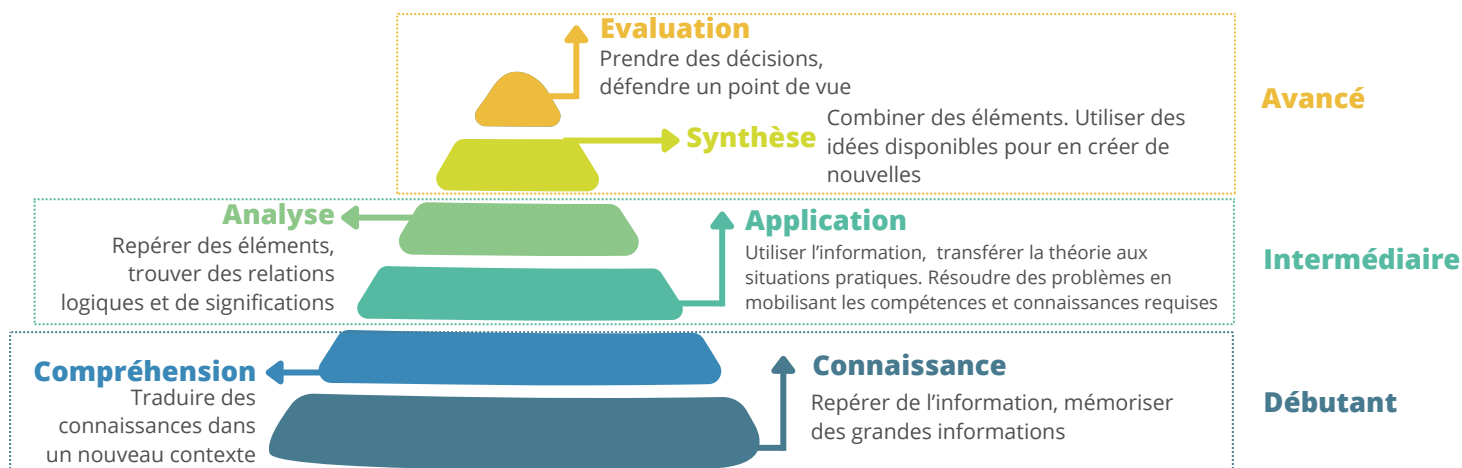 Evaluation
Prendre des décisions,
défendre un point de vue
Avancé
Synthèse
Combiner des éléments. Utiliser des
idées disponibles pour en créer de
nouvelles
Analyse
Repérer des éléments,
trouver des relations
logiques et de significations
Application
Utiliser l’information, transférer la théorie aux
situations pratiques. Résoudre des problèmes en
mobilisant les compétences et connaissances requises
Intermédiaire
Compréhension
Traduire des
connaissances dans
un nouveau contexte
Connaissance
Repérer de l’information, mémoriser
des grandes informations
Débutant